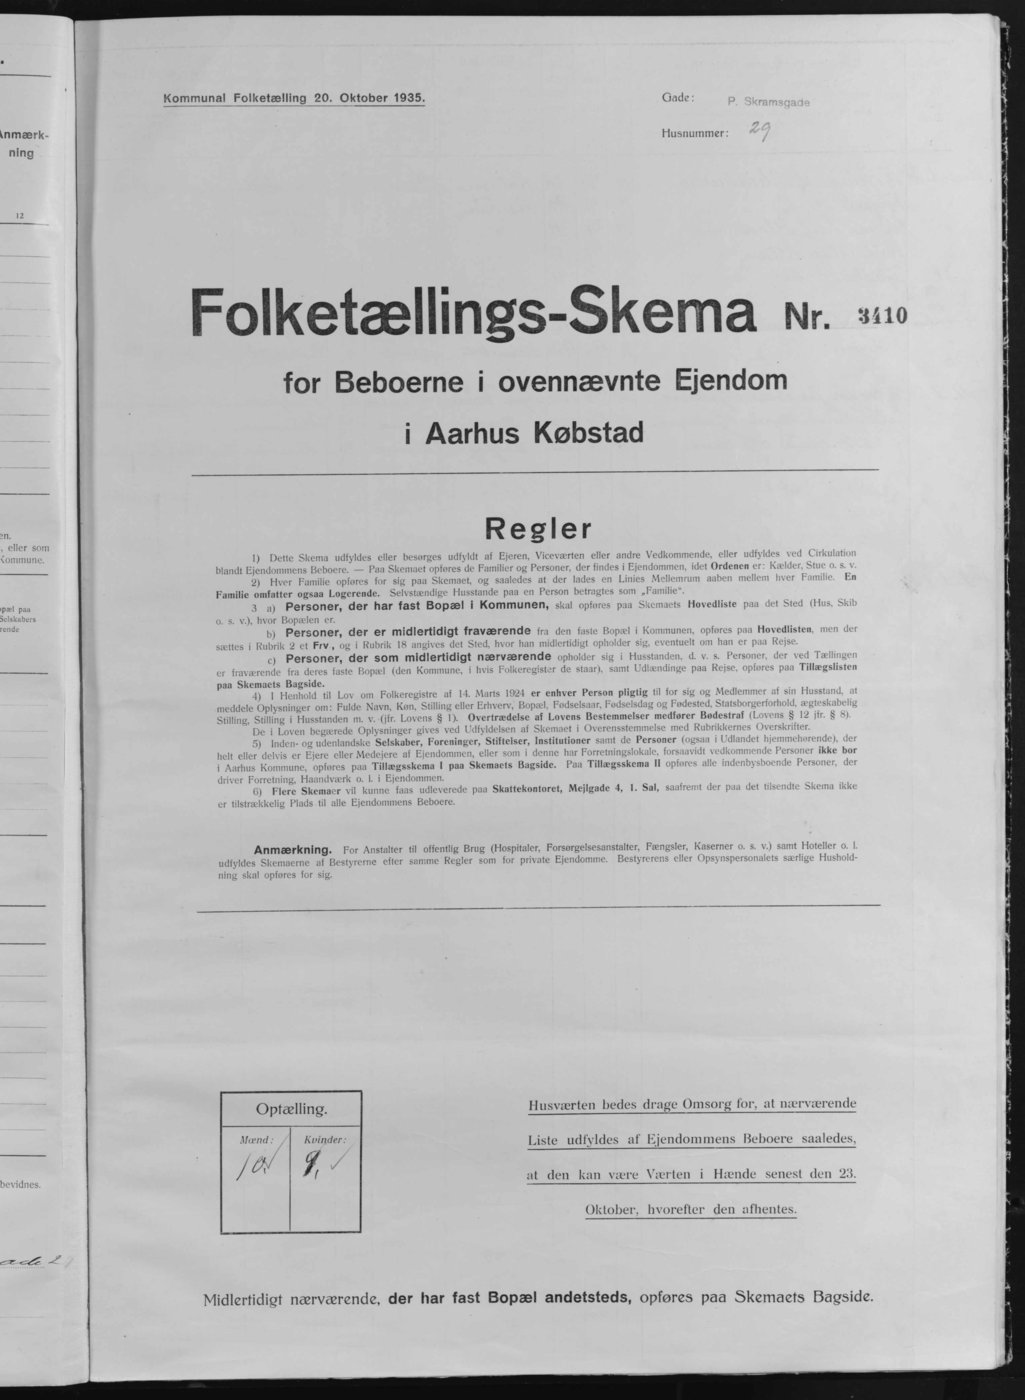 Anmærk-
ning
12
en.
, eller som
Kommune.
opæl paa
Selskabers
rende
bevidnes.
ade 29
Kommunal Folketælling 20. Oktober 1935.
Gade: P. Skramsgade
Husnummer: 29
Folketællings-Skema Nr. 3410
for Beboerne i ovennævnte Ejendom
i Aarhus Købstad
Regler
1) Dette Skema udfyldes eller besørges udfyldt af Ejeren, Viceværten eller andre Vedkommende, eller udfyldes ved Cirkulation
blandt Ejendommens Beboere. — Paa Skemaet opføres de Familier og Personer, der findes i Ejendommen, idet Ordenen er: Kælder, Stue o. s. v.
2) Hver Familie opføres for sig paa Skemaet, og saaledes at der lades en Linies Mellemrum aaben mellem hver Familie. En
Familie omfatter ogsaa Logerende. Selvstændige Husstande paa en Person betragtes som „Familie“.
3 a) Personer, der har fast Bopæl i Kommunen, skal opføres paa Skemaets Hovedliste paa det Sted (Hus, Skib
o. s. v.), hvor Bopælen er.
b) Personer, der er midlertidigt fraværende fra den faste Bopæl i Kommunen, opføres paa Hovedlisten, men der
sættes i Rubrik 2 et Frv., og i Rubrik 18 angives det Sted, hvor han midlertidigt opholder sig, eventuelt om han er paa Rejse.
c) Personer, der som midlertidigt nærværende opholder sig i Husstanden, d. v. s. Personer, der ved Tællingen
er fraværende fra deres faste Bopæl (den Kommune, i hvis Folkeregister de staar), samt Udlændinge paa Rejse, opføres paa Tillægslisten
paa Skemaets Bagside.
4) I Henhold til Lov om Folkeregistre af 14. Marts 1924 er enhver Person pligtig til for sig og Medlemmer af sin Husstand, at
meddele Oplysninger om: Fulde Navn, Køn, Stilling eller Erhverv, Bopæl, Fødselsaar, Fødselsdag og Fødested, Statsborgerforhold, ægteskabelig
Stilling, Stilling i Husstanden m. v. (jfr. Lovens § 1). Overtrædelse af Lovens Bestemmelser medfører Bødestraf (Lovens § 12 jfr. § 8).
De i Loven begærede Oplysninger gives ved Udfyldelsen af Skemaet i Overensstemmelse med Rubrikkernes Overskrifter.
5) Inden- og udenlandske Selskaber, Foreninger, Stiftelser, Institutioner samt de Personer (ogsaa i Udlandet hjemmehørende), der
helt eller delvis er Ejere eller Medejere af Ejendommen, eller som i denne har Forretningslokale, forsaavidt vedkommende Personer ikke bor
i Aarhus Kommune, opføres paa Tillægsskema I paa Skemaets Bagside. Paa Tillægsskema II opføres alle indenbysboende Personer, der
driver Forretning, Haandværk o. l. i Ejendommen.
6) Flere Skemaer vil kunne faas udleverede paa Skattekontoret, Mejlgade 4, 1. Sal, saafremt der paa det tilsendte Skema ikke
er tilstrækkelig Plads til alle Ejendommens Beboere.
Anmærkning. For Anstalter til offentlig Brug (Hospitaler, Forsørgelsesanstalter, Fængsler, Kaserner o. s. v.) samt Hoteller o. l.
udfyldes Skemaerne af Bestyrerne efter samme Regler som for private Ejendomme. Bestyrerens eller Opsynspersonalets særlige Hushold-
ning skal opføres for sig.
Optælling.
Mænd: Kvinder:
10 9
Husværten bedes drage Omsorg for, at nærværende
Liste udfyldes af Ejendommens Beboere saaledes,
at den kan være Værten i Hænde senest den 23.
Oktober, hvorefter den afhentes.
Midlertidigt nærværende, der har fast Bopæl andetsteds, opføres paa Skemaets Bagside.